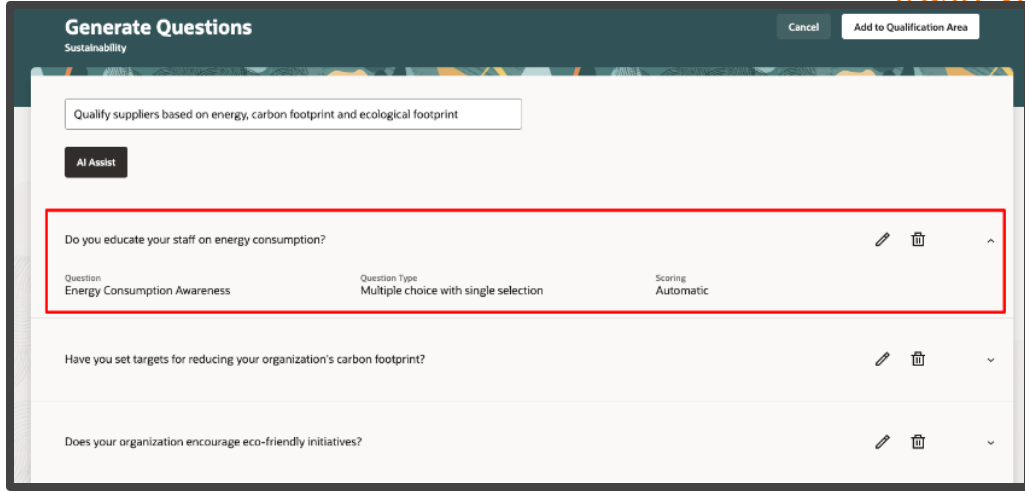 Generate Questions
Sustainability
Cancel
Add to Qualification Area
Qualify suppliers based on energy, carbon footprint and ecological footprint
AI Assist
Do you educate your staff on energy consumption?
Question
Energy Consumption Awareness
Question Type
Multiple choice with single selection
Scoring
Automatic
Have you set targets for reducing your organization's carbon footprint?
Does your organization encourage eco-friendly initiatives?